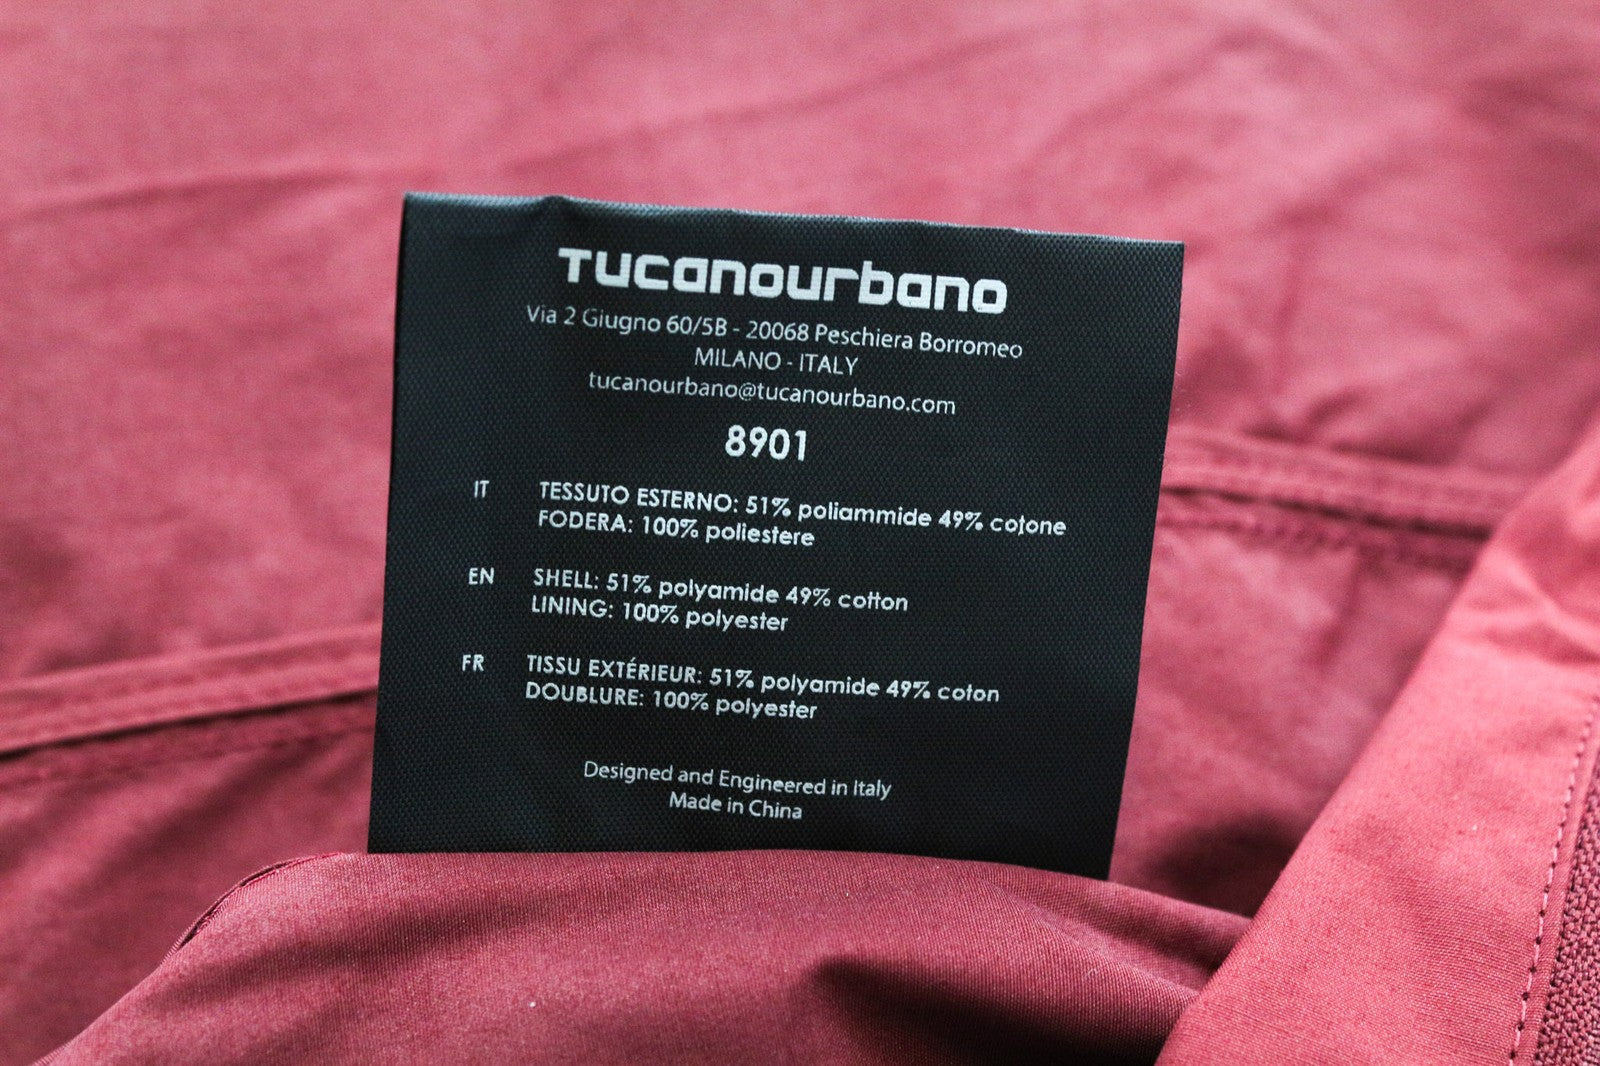 Tucanourbano
Via 2 Giugno 60/5B - 20068 Peschiera Borromeo
MILANO - ITALY
tucanourbano@tucanourbano.com
8901
IT TESSUTO ESTERNO: 51% poliammide 49% cotone
FODERA: 100% poliestere
EN SHELL: 51% polyamide 49% cotton
LINING: 100% polyester
FR TISSU EXTÉRIEUR: 51% polyamide 49% coton
DOUBLURE: 100% polyester
Designed and Engineered in Italy
Made in China